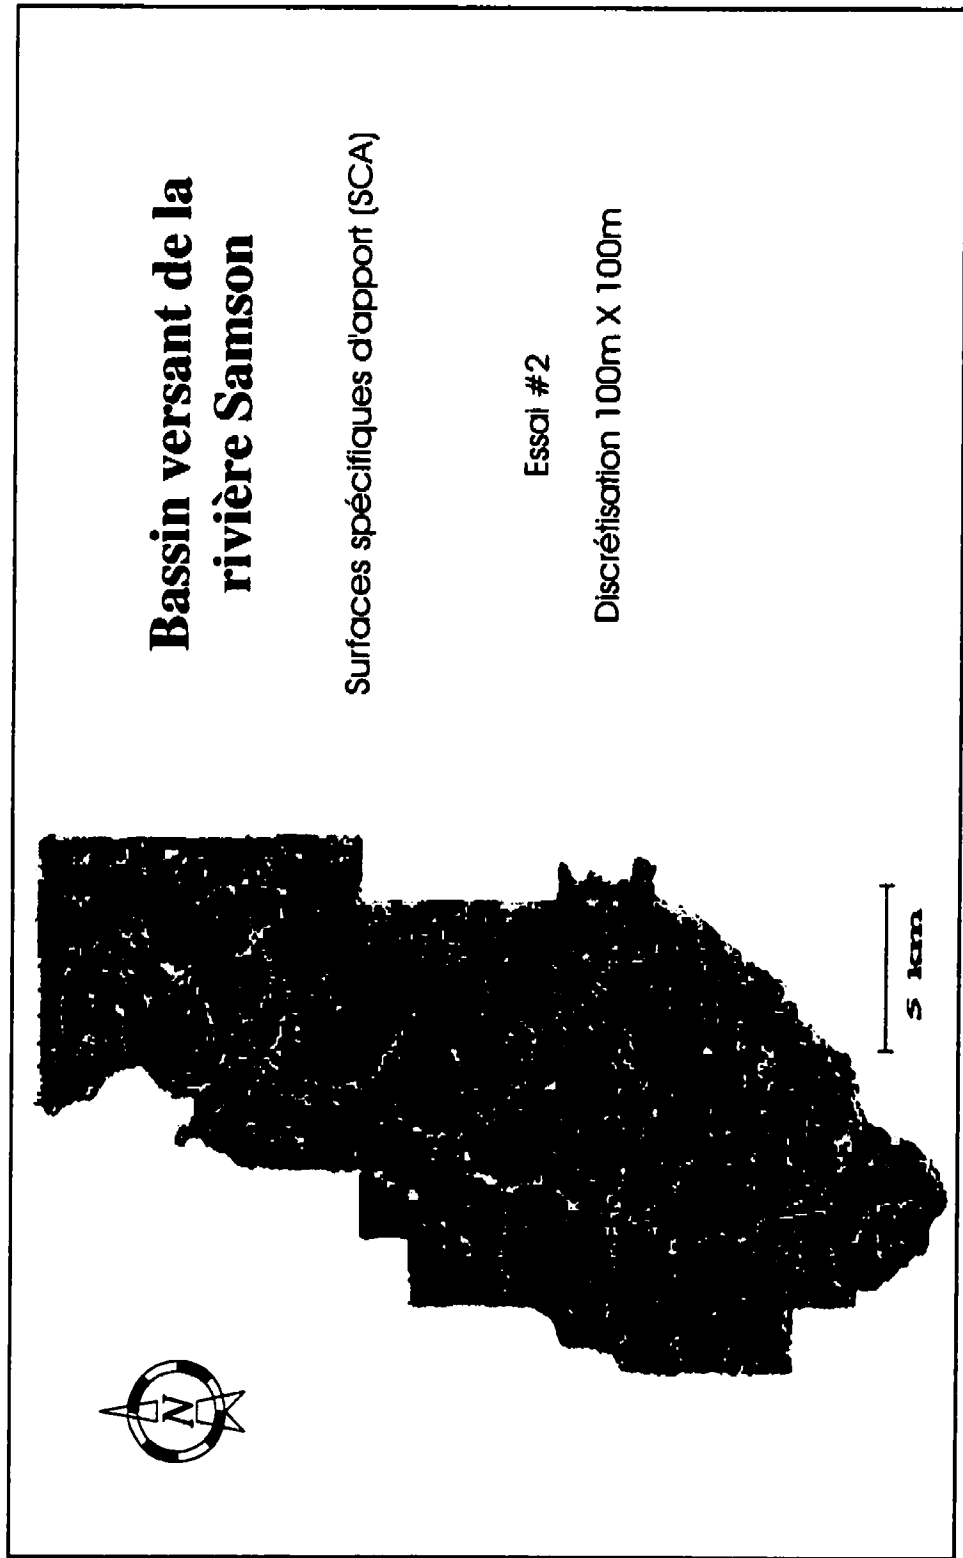 Bassin versant de la
rivière Samson
Surfaces spécifiques d'apport (SCA)
Essai #2
Discrétisation 100m X 100m
N
5 km